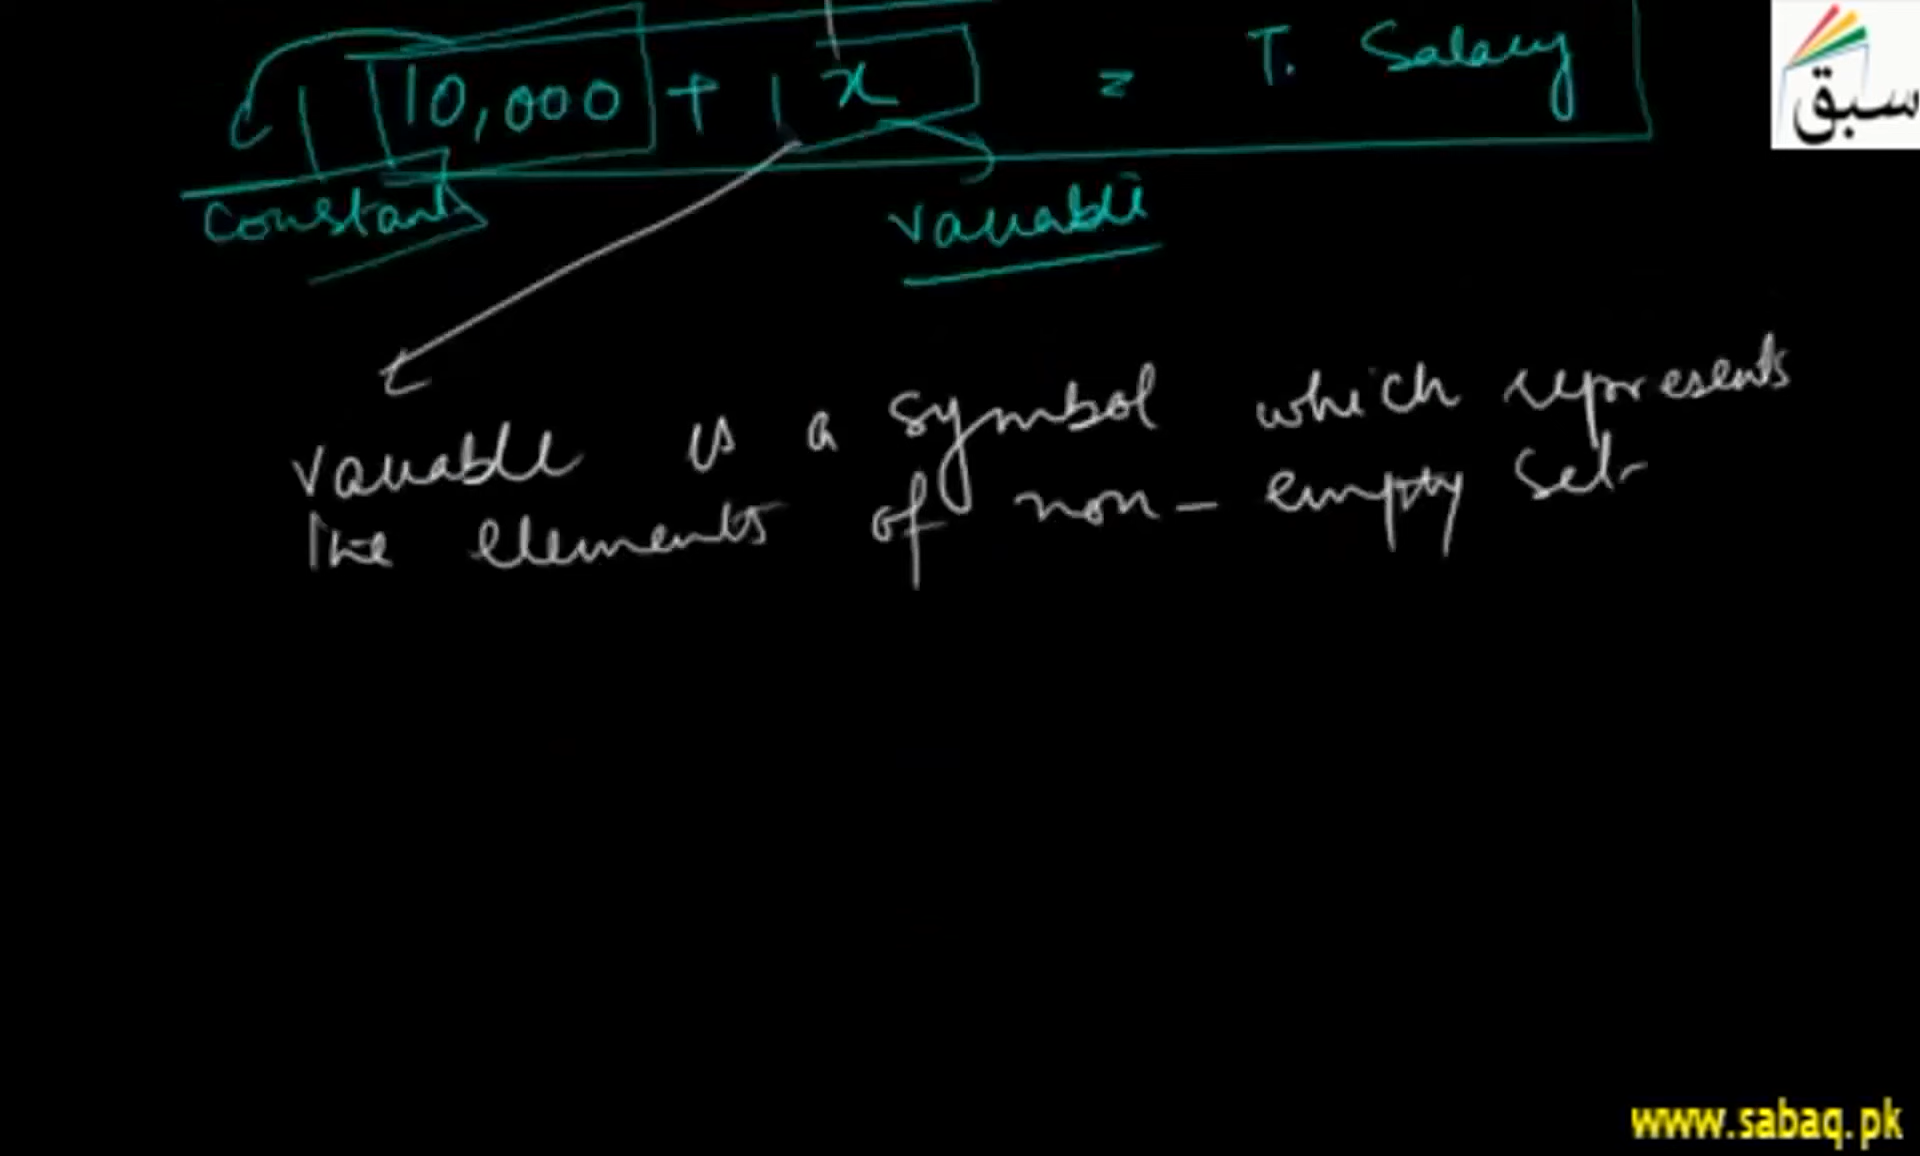 10,000 + x = T. Salary
سبق
Constant
variable
variable is a symbol which represents
the elements of non-empty set
www.sabaq.pk